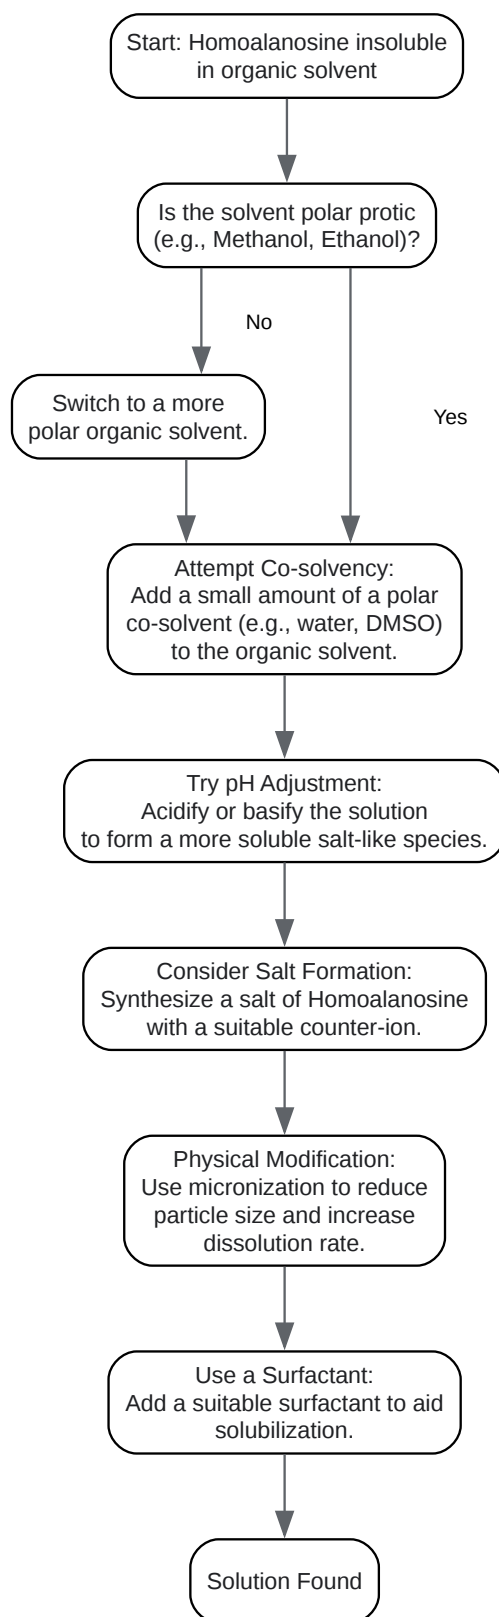 Start: Homoalanosine insoluble
in organic solvent
Is the solvent polar protic
(e.g., Methanol, Ethanol)?
No
Switch to a more
polar organic solvent.
Yes
Attempt Co-solvency:
Add a small amount of a polar
co-solvent (e.g., water, DMSO)
to the organic solvent.
Try pH Adjustment:
Acidify or basify the solution
to form a more soluble salt-like species.
Consider Salt Formation:
Synthesize a salt of Homoalanosine
with a suitable counter-ion.
Physical Modification:
Use micronization to reduce
particle size and increase
dissolution rate.
Use a Surfactant:
Add a suitable surfactant to aid
solubilization.
Solution Found